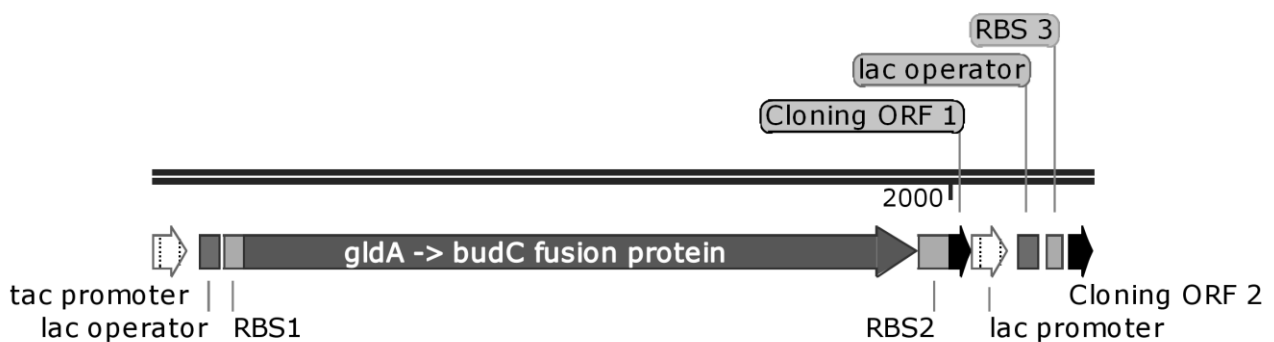 RBS 3
lac operator
Cloning ORF 1
2000
gldA -> budC fusion protein
tac promoter
Cloning ORF 2
lac operator
RBS1
RBS2
lac promoter